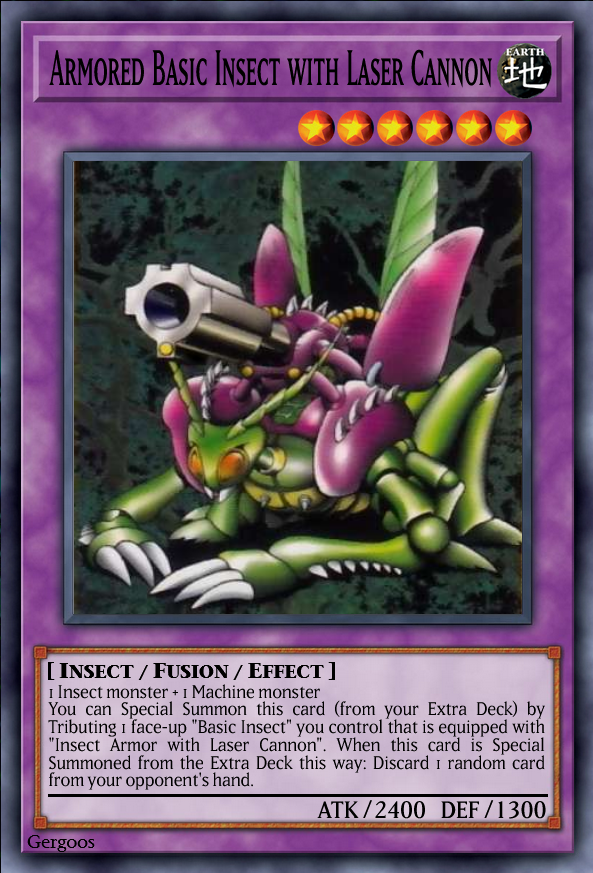 Armored Basic Insect with Laser Cannon
EARTH
地
[ Insect / Fusion / Effect ]
1 Insect monster + 1 Machine monster
You can Special Summon this card (from your Extra Deck) by
Tributing 1 face-up "Basic Insect" you control that is equipped with
"Insect Armor with Laser Cannon". When this card is Special
Summoned from the Extra Deck this way: Discard 1 random card
from your opponent's hand.
ATK/2400 DEF/1300
Gergoos